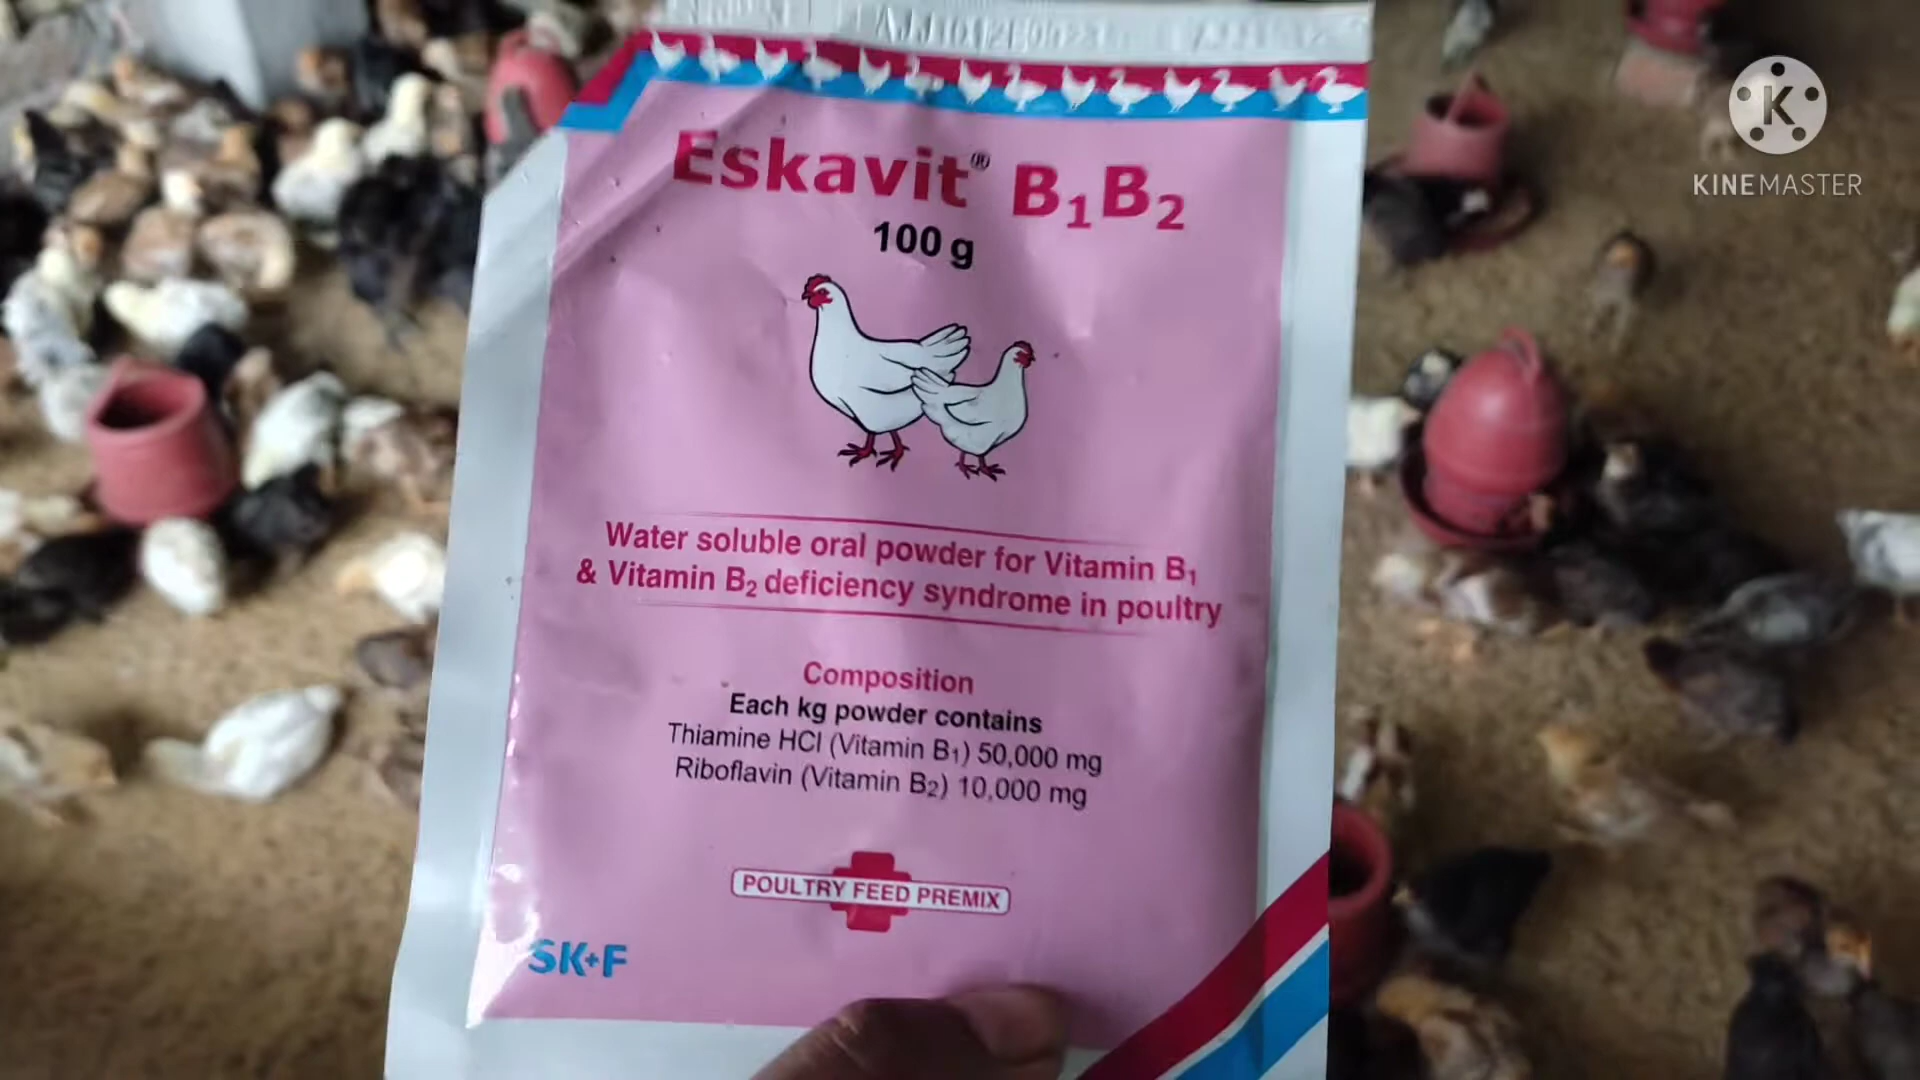 Eskavit® B₁B₂
100 g
Water soluble oral powder for Vitamin B₁
& Vitamin B₂ deficiency syndrome in poultry
Composition
Each kg powder contains
Thiamine HCl (Vitamin B₁) 50,000 mg
Riboflavin (Vitamin B₂) 10,000 mg
POULTRY FEED PREMIX
SK+F
K
KINEMASTER